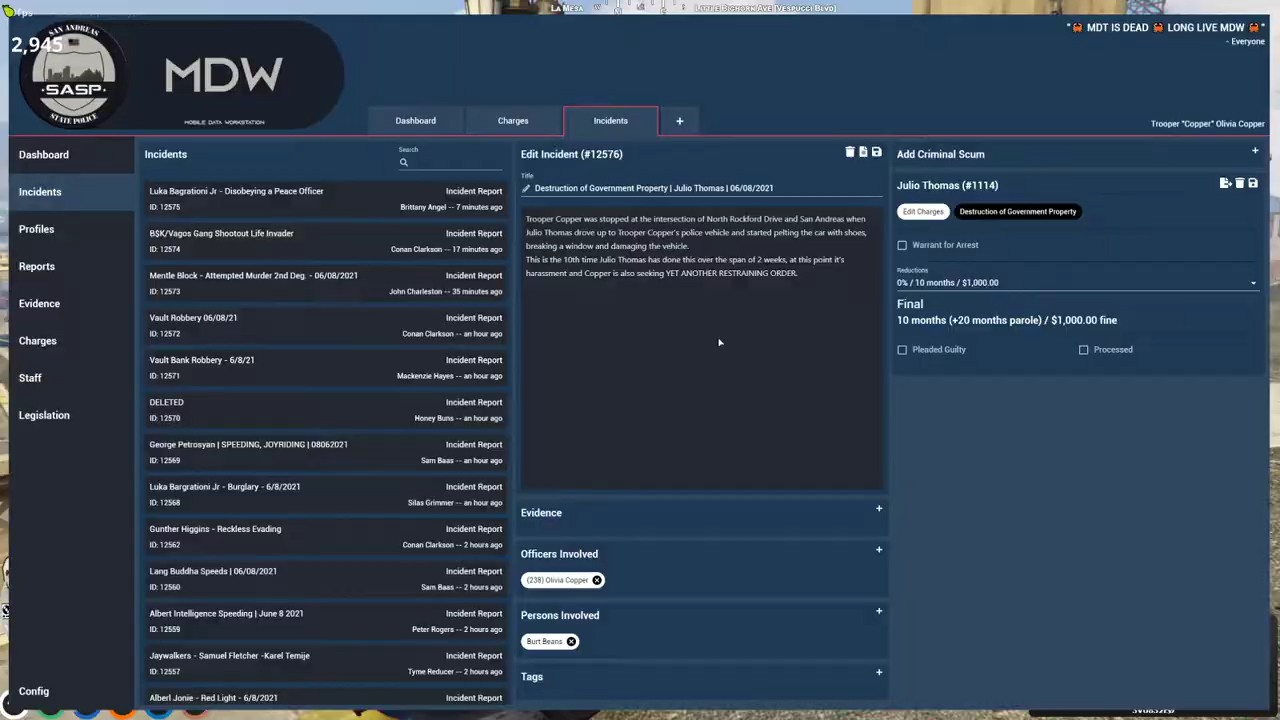 LA MESA
LITTLE BIGHORN AVE (VESPUCCI BLVD)
2,945
SAN ANDREAS
SASP
STATE POLICE
MDW
MOBILE DATA WORKSTATION
" MDT IS DEAD LONG LIVE MDW "
- Everyone
Dashboard
Charges
Incidents
+
Trooper "Copper" Olivia Copper
Dashboard
Incidents
Profiles
Reports
Evidence
Charges
Staff
Legislation
Config
Incidents
Search
Luka Bagrationi Jr - Disobeying a Peace Officer Incident Report
ID: 12575 Brittany Angel -- 7 minutes ago
B$K/Vagos Gang Shootout Life Invader Incident Report
ID: 12574 Conan Clarkson -- 17 minutes ago
Mentle Block - Attempted Murder 2nd Deg. - 06/08/2021 Incident Report
ID: 12573 John Charleston -- 35 minutes ago
Vault Robbery 06/08/21 Incident Report
ID: 12572 Conan Clarkson -- an hour ago
Vault Bank Robbery - 6/8/21 Incident Report
ID: 12571 Mackenzie Hayes -- an hour ago
DELETED Incident Report
ID: 12570 Honey Buns -- an hour ago
George Petrosyan | SPEEDING, JOYRIDING | 08062021 Incident Report
ID: 12569 Sam Baas -- an hour ago
Luka Bargrationi Jr - Burglary - 6/8/2021 Incident Report
ID: 12568 Silas Grimmer -- an hour ago
Gunther Higgins - Reckless Evading Incident Report
ID: 12562 Conan Clarkson -- 2 hours ago
Lang Buddha Speeds | 06/08/2021 Incident Report
ID: 12560 Sam Baas -- 2 hours ago
Albert Intelligence Speeding | June 8 2021 Incident Report
ID: 12559 Peter Rogers -- 2 hours ago
Jaywalkers - Samuel Fletcher -Karel Temije Incident Report
ID: 12557 Tyme Reducer -- 2 hours ago
Alberl Jonie - Red Light - 6/8/2021 Incident Report
Edit Incident (#12576)
Title
Destruction of Government Property | Julio Thomas | 06/08/2021
Trooper Copper was stopped at the intersection of North Rockford Drive and San Andreas when
Julio Thomas drove up to Trooper Copper's police vehicle and started pelting the car with shoes,
breaking a window and damaging the vehicle.
This is the 10th time Julio Thomas has done this over the span of 2 weeks, at this point it's
harassment and Copper is also seeking YET ANOTHER RESTRAINING ORDER.
Evidence +
Officers Involved +
(238) Olivia Copper
Persons Involved +
Burt Beans
Tags +
Add Criminal Scum +
Julio Thomas (#1114)
Edit Charges Destruction of Government Property
Warrant for Arrest
Reductions
0% / 10 months / $1,000.00
Final
10 months (+20 months parole) / $1,000.00 fine
Pleaded Guilty Processed